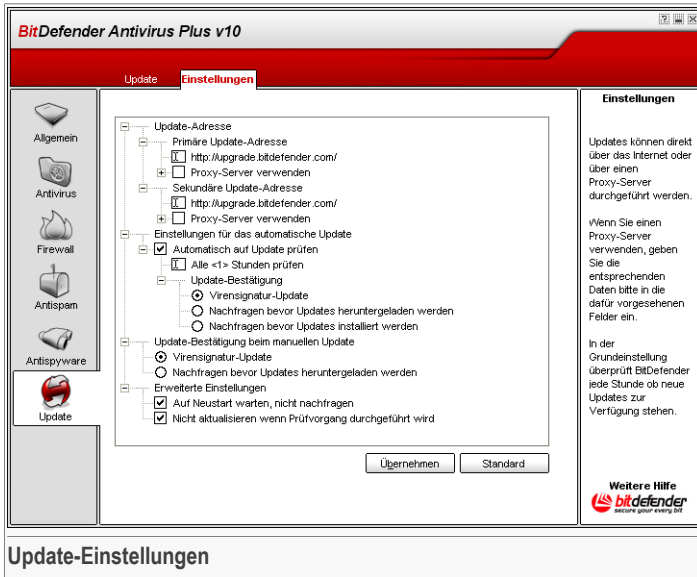 BitDefender Antivirus Plus v10
Update
Einstellungen
Allgemein
Antivirus
Firewall
Antispam
Antispyware
Update
Update-Adresse
Primäre Update-Adresse
http://upgrade.bitdefender.com/
Proxy-Server verwenden
Sekundäre Update-Adresse
http://upgrade.bitdefender.com/
Proxy-Server verwenden
Einstellungen für das automatische Update
Automatisch auf Update prüfen
Alle <1> Stunden prüfen
Update-Bestätigung
Virensignatur-Update
Nachfragen bevor Updates heruntergeladen werden
Nachfragen bevor Updates installiert werden
Update-Bestätigung beim manuellen Update
Virensignatur-Update
Nachfragen bevor Updates heruntergeladen werden
Erweiterte Einstellungen
Auf Neustart warten, nicht nachfragen
Nicht aktualisieren wenn Prüfvorgang durchgeführt wird
Übernehmen
Standard
Einstellungen
Updates können direkt
über das Internet oder
über einen
Proxy-Server
durchgeführt werden.
Wenn Sie einen
Proxy-Server
verwenden, geben
Sie die
entsprechenden
Daten bitte in die
dafür vorgesehenen
Felder ein.
In der
Grundeinstellung
überprüft BitDefender
jede Stunde ob neue
Updates zur
Verfügung stehen.
Weitere Hilfe
bitdefender
secure your every bit
Update-Einstellungen